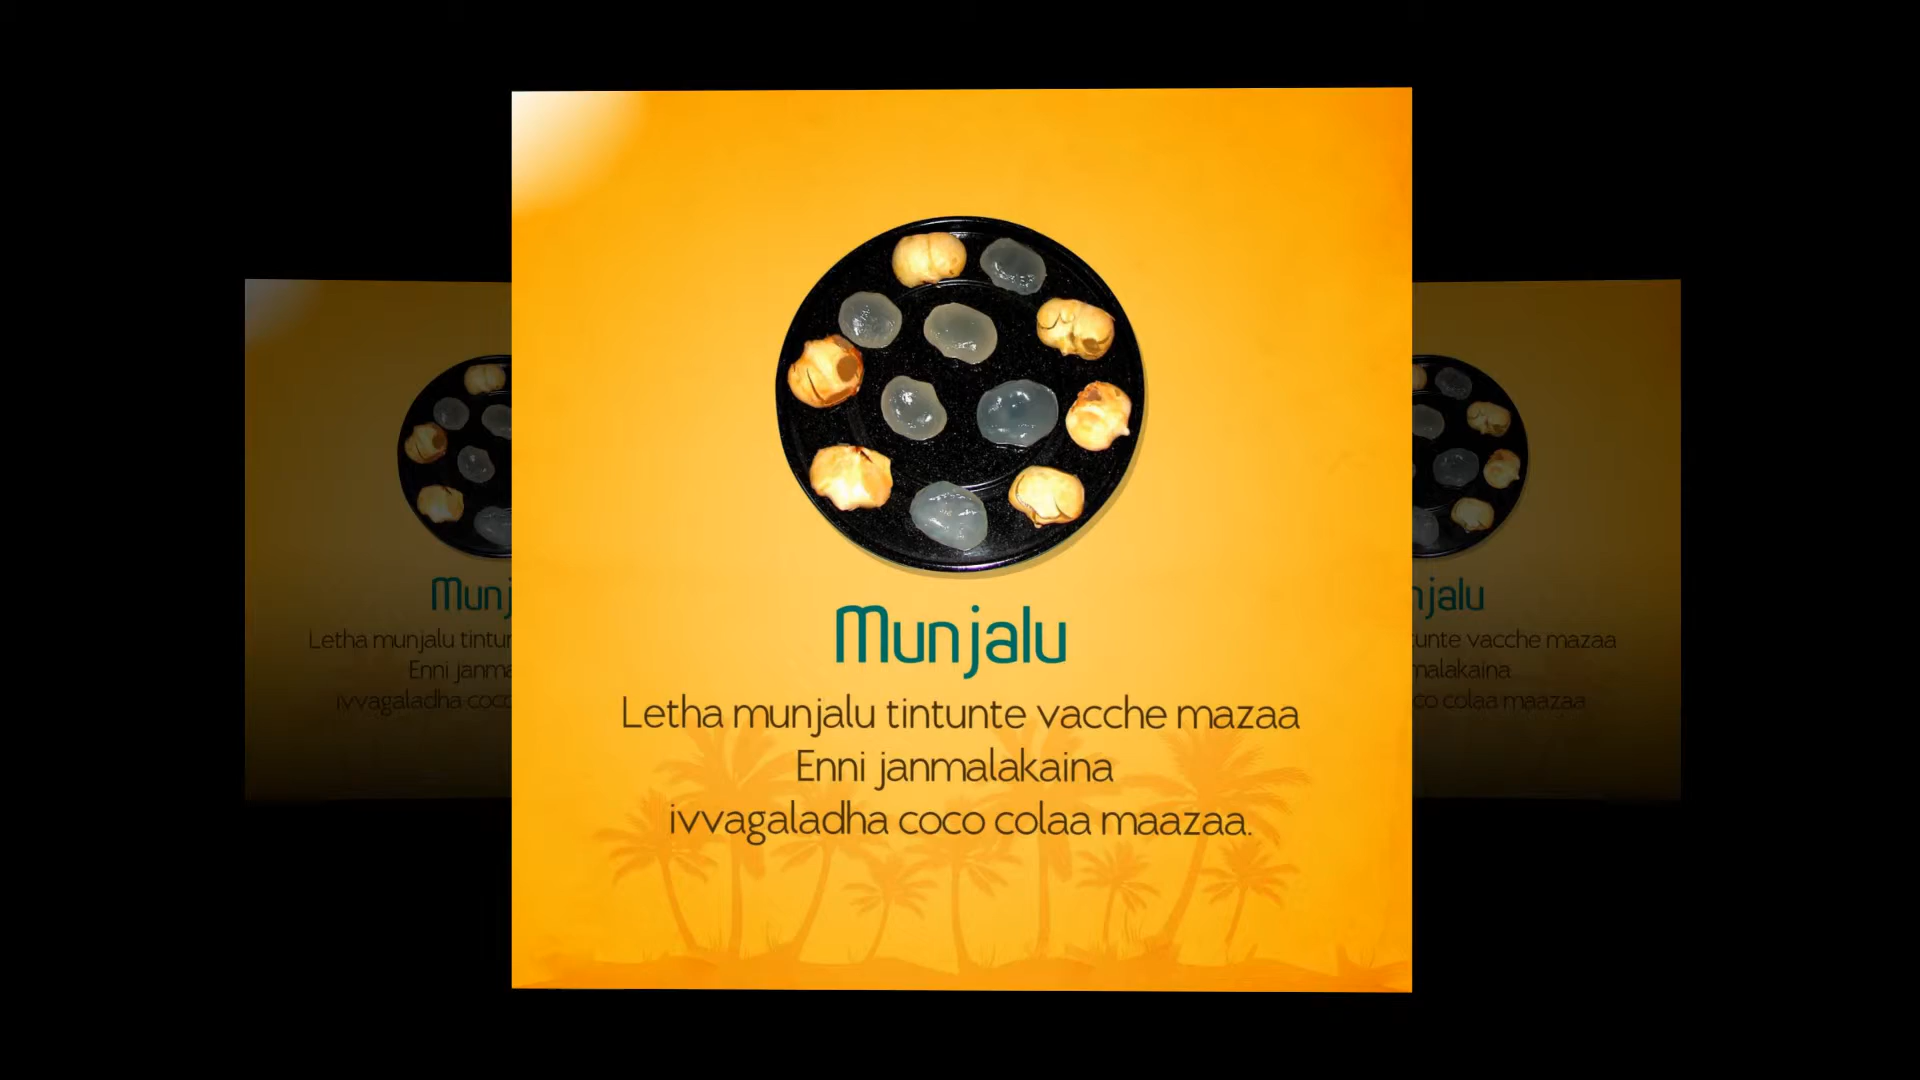 Munjalu
Letha munjalu tintunte vacche mazaa
Enni janmalakaina
ivvagaladha coco colaa maazaa.